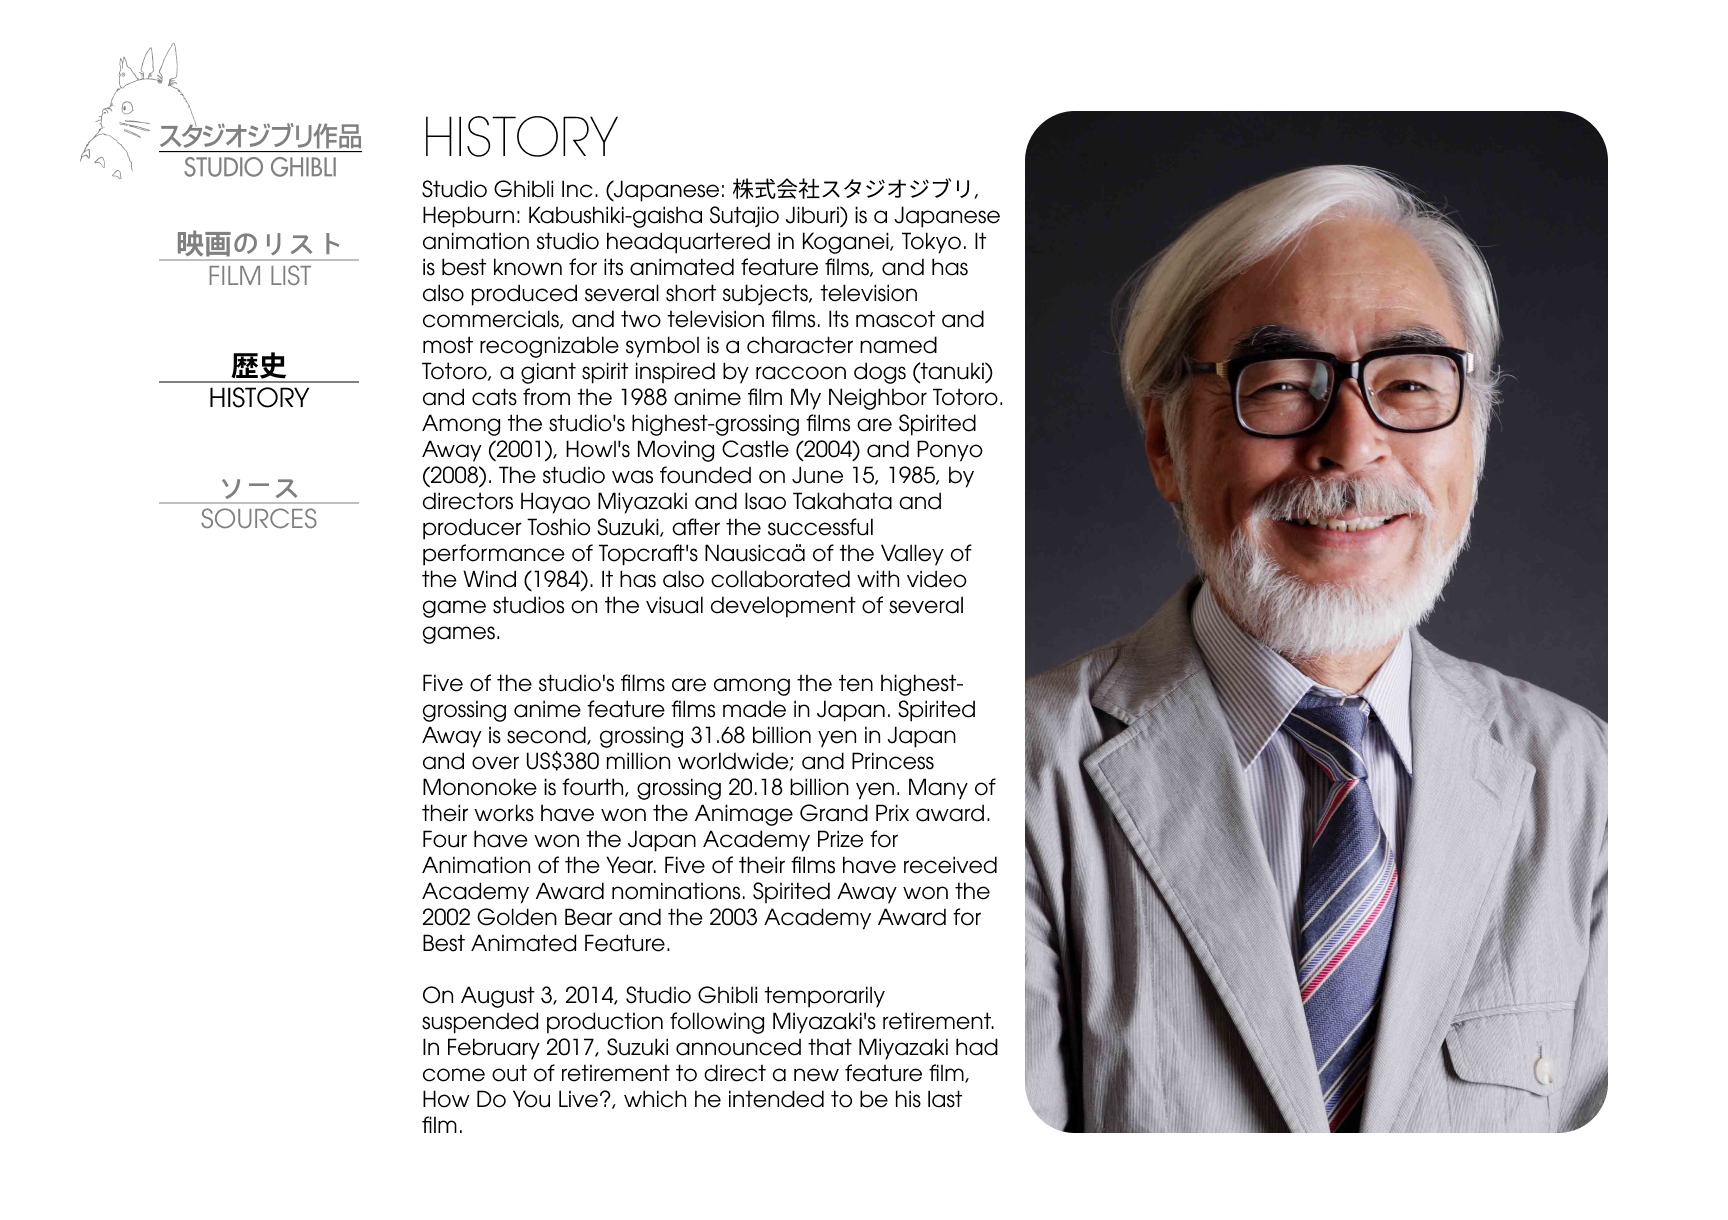 スタジオジブリ作品
STUDIO GHIBLI
映画のリスト
FILM LIST
歴史
HISTORY
ソース
SOURCES
HISTORY
Studio Ghibli Inc. (Japanese: 株式会社スタジオジブリ,
Hepburn: Kabushiki-gaisha Sutajio Jiburi) is a Japanese
animation studio headquartered in Koganei, Tokyo. It
is best known for its animated feature films, and has
also produced several short subjects, television
commercials, and two television films. Its mascot and
most recognizable symbol is a character named
Totoro, a giant spirit inspired by raccoon dogs (tanuki)
and cats from the 1988 anime film My Neighbor Totoro.
Among the studio's highest-grossing films are Spirited
Away (2001), Howl's Moving Castle (2004) and Ponyo
(2008). The studio was founded on June 15, 1985, by
directors Hayao Miyazaki and Isao Takahata and
producer Toshio Suzuki, after the successful
performance of Topcraft's Nausicaä of the Valley of
the Wind (1984). It has also collaborated with video
game studios on the visual development of several
games.
Five of the studio's films are among the ten highest-
grossing anime feature films made in Japan. Spirited
Away is second, grossing 31.68 billion yen in Japan
and over US$380 million worldwide; and Princess
Mononoke is fourth, grossing 20.18 billion yen. Many of
their works have won the Animage Grand Prix award.
Four have won the Japan Academy Prize for
Animation of the Year. Five of their films have received
Academy Award nominations. Spirited Away won the
2002 Golden Bear and the 2003 Academy Award for
Best Animated Feature.
On August 3, 2014, Studio Ghibli temporarily
suspended production following Miyazaki's retirement.
In February 2017, Suzuki announced that Miyazaki had
come out of retirement to direct a new feature film,
How Do You Live?, which he intended to be his last
film.